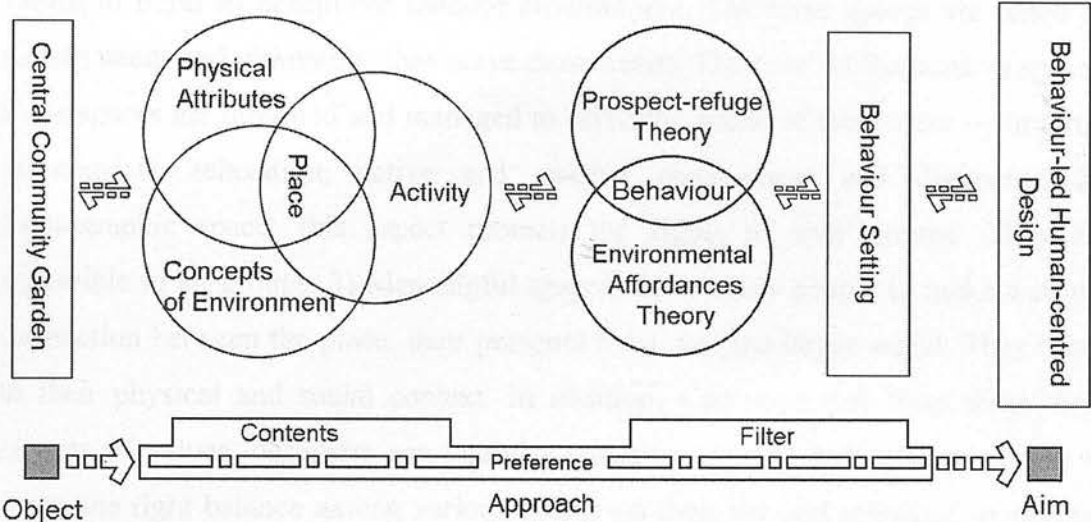 Central Community Garden
Physical
Attributes
Place
Activity
Concepts
of Environment
Prospect-refuge
Theory
Behaviour
Environmental
Affordances
Theory
Behaviour Setting
Behaviour-led Human-centred
Design
Contents
Filter
Preference
Object
Approach
Aim